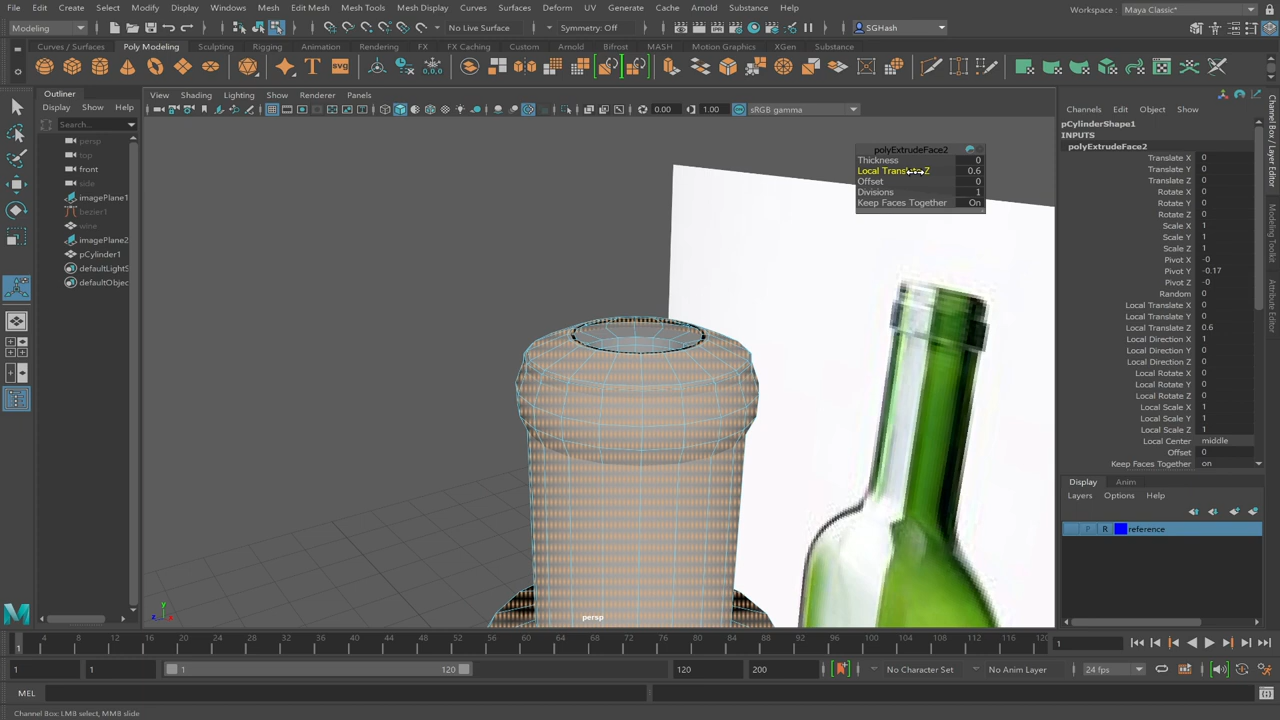 File Edit Create Select Modify Display Windows Mesh Edit Mesh Mesh Tools Mesh Display Curves Surfaces Deform UV Generate Cache Arnold Substance Help Workspace : Maya Classic*
Modeling No Live Surface Symmetry: Off SGHash
Curves / Surfaces Poly Modeling Sculpting Rigging Animation Rendering FX FX Caching Custom Arnold Bifrost MASH Motion Graphics XGen Substance
Outliner
Display Show Help
Search...
persp
top
front
side
imagePlane1
bezier1
wine
imagePlane2
pCylinder1
defaultLightS
defaultObjec
View Shading Lighting Show Renderer Panels
0.00 1.00 sRGB gamma
polyExtrudeFace2
Thickness 0
Local Translate Z 0.6
Offset 0
Divisions 1
Keep Faces Together On
persp
Channels Edit Object Show
pCylinderShape1
INPUTS
polyExtrudeFace2
Translate X 0
Translate Y 0
Translate Z 0
Rotate X 0
Rotate Y 0
Rotate Z 0
Scale X 1
Scale Y 1
Scale Z 1
Pivot X -0
Pivot Y -0.17
Pivot Z -0
Random 0
Local Translate X 0
Local Translate Y 0
Local Translate Z 0.6
Local Direction X 1
Local Direction Y 0
Local Direction Z 0
Local Rotate X 0
Local Rotate Y 0
Local Rotate Z 0
Local Scale X 1
Local Scale Y 1
Local Scale Z 1
Local Center middle
Offset 0
Keep Faces Together on
Channel Box / Layer Editor
Modeling Toolkit
Attribute Editor
Display Anim
Layers Options Help
P R reference
4 8 12 16 20 24 28 32 36 40 44 48 52 56 60 64 68 72 76 80 84 88 92 96 100 104 108 112 116 120
1
1
1 1 1 120 120 200 No Character Set No Anim Layer 24 fps
MEL
Channel Box: LMB select, MMB slide